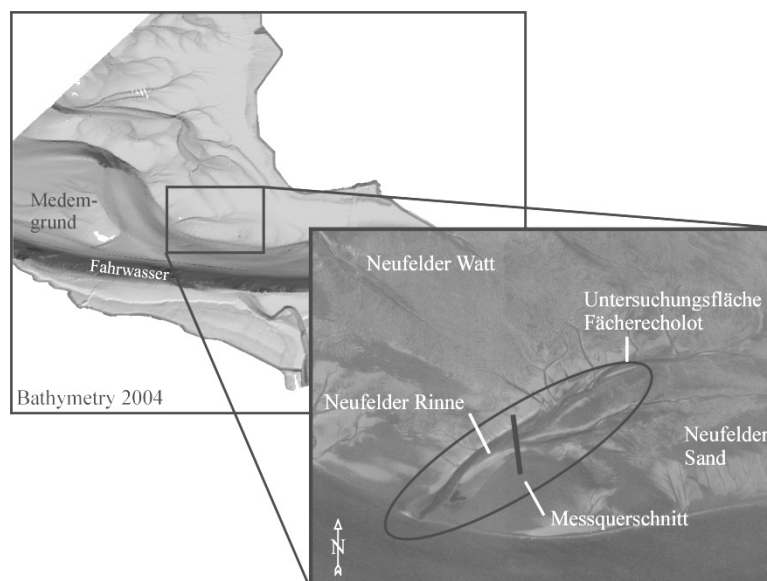 Medem-
grund
Fahrwasser
Bathymetry 2004
Neufelder Watt
Untersuchungsfläche
Fächerecholot
Neufelder Rinne
Neufelder
Sand
Messquerschnitt
N